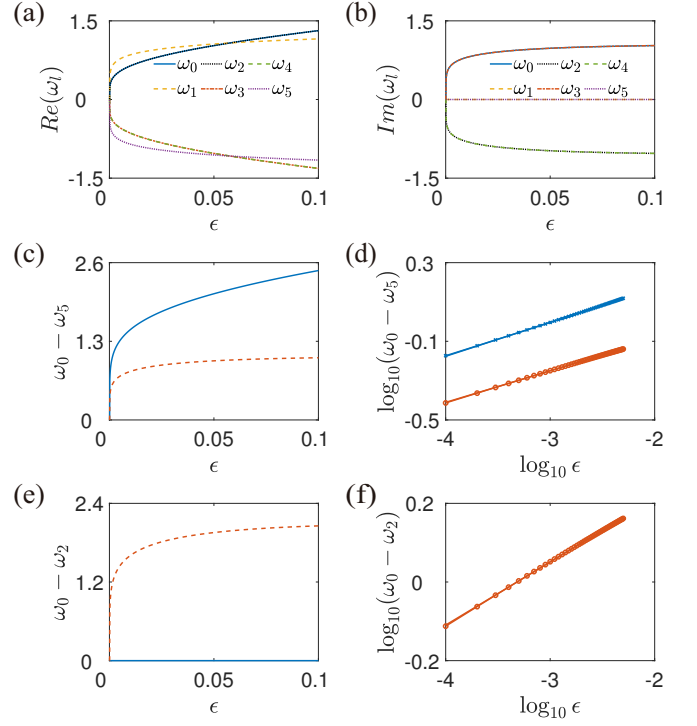 (a)
1.5
0
-1.5
Re(ω_l)
ω_0 ω_2 ω_4
ω_1 ω_3 ω_5
0 0.05 0.1
ϵ
(b)
1.5
0
-1.5
Im(ω_l)
ω_0 ω_2 ω_4
ω_1 ω_3 ω_5
0 0.05 0.1
ϵ
(c)
2.6
1.3
0
ω_0 − ω_5
0 0.05 0.1
ϵ
(d)
0.3
-0.1
-0.5
log_10(ω_0 − ω_5)
-4 -3 -2
log_10 ϵ
(e)
2.4
1.2
0
ω_0 − ω_2
0 0.05 0.1
ϵ
(f)
0.2
0
-0.2
log_10(ω_0 − ω_2)
-4 -3 -2
log_10 ϵ